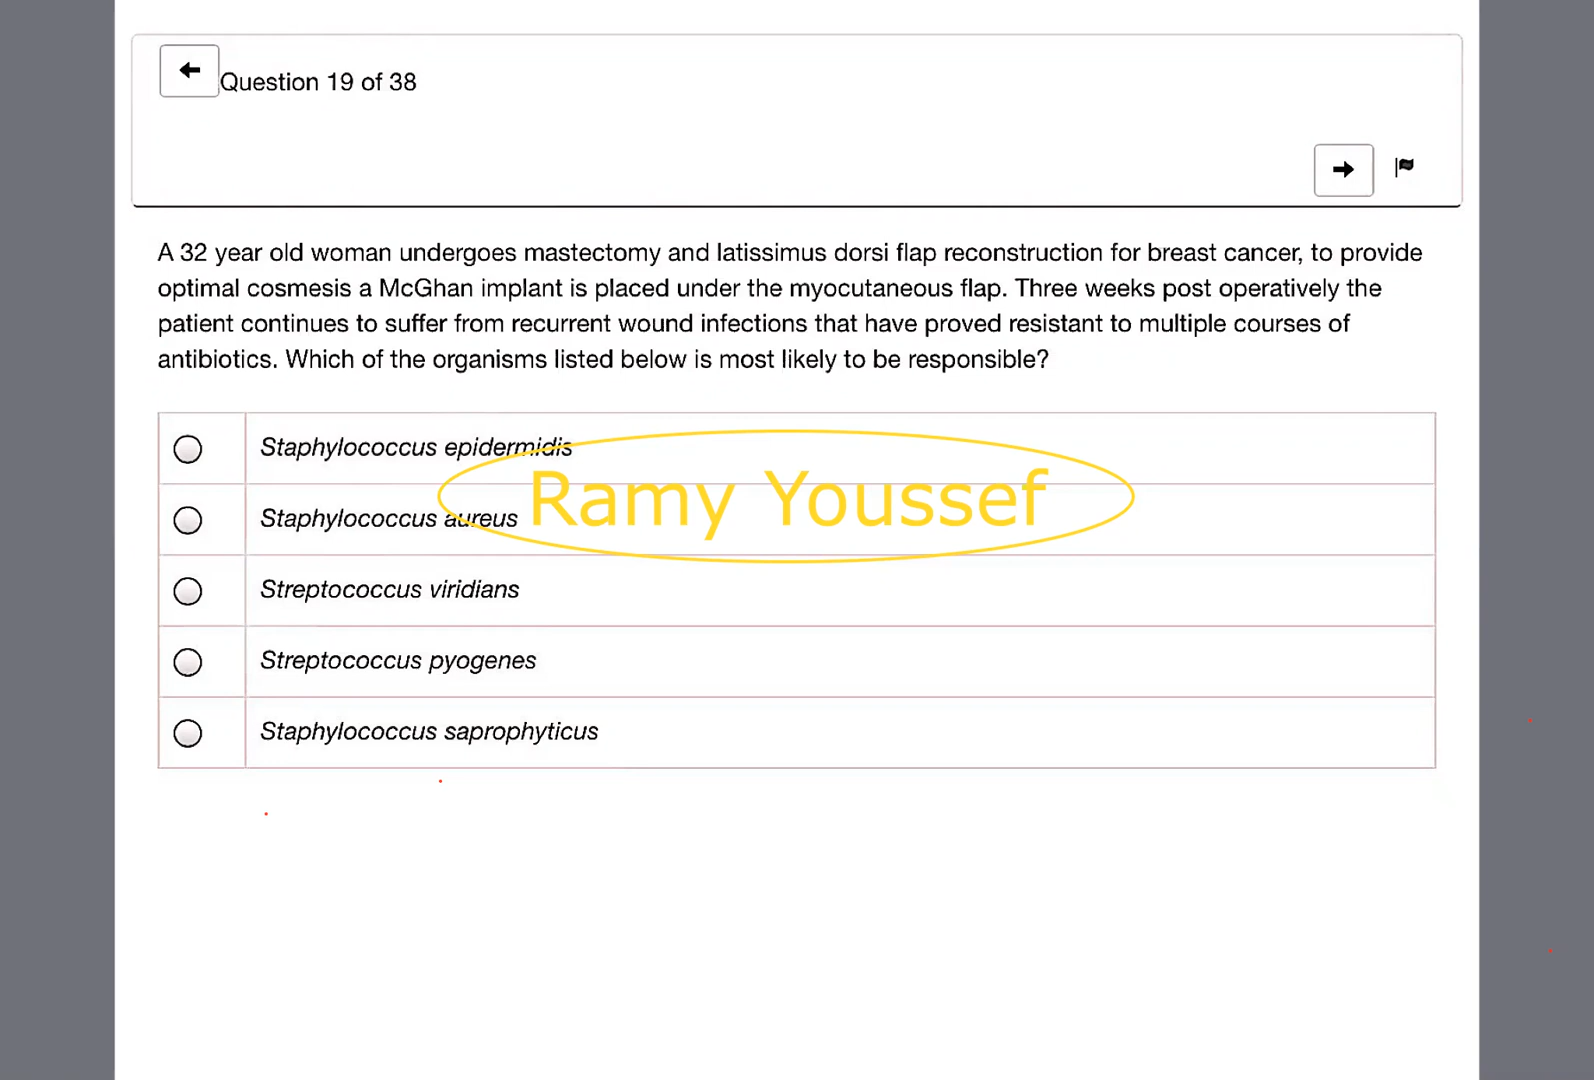 Question 19 of 38
A 32 year old woman undergoes mastectomy and latissimus dorsi flap reconstruction for breast cancer, to provide
optimal cosmesis a McGhan implant is placed under the myocutaneous flap. Three weeks post operatively the
patient continues to suffer from recurrent wound infections that have proved resistant to multiple courses of
antibiotics. Which of the organisms listed below is most likely to be responsible?
Staphylococcus epidermidis
Ramy Youssef
Staphylococcus aureus
Streptococcus viridians
Streptococcus pyogenes
Staphylococcus saprophyticus